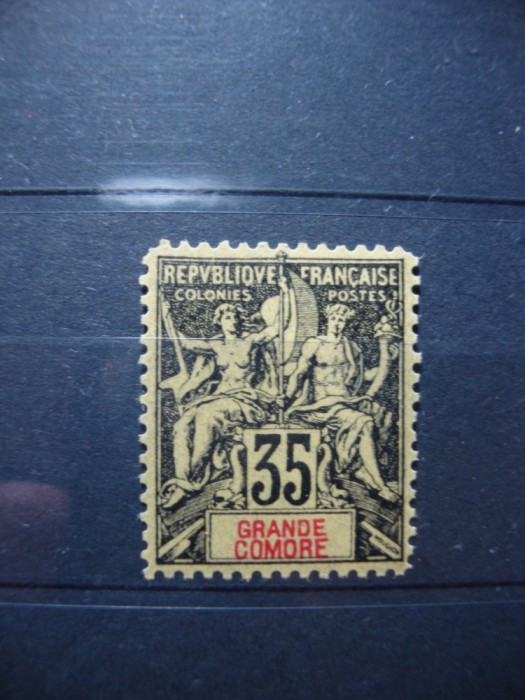 REPVBLIQVE FRANÇAISE
COLONIES POSTES
35
GRANDE
COMORE